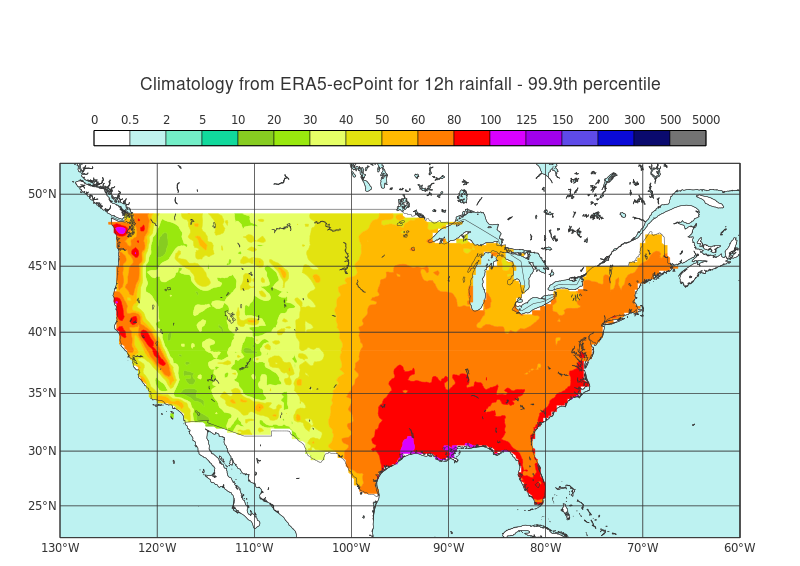 Climatology from ERA5-ecPoint for 12h rainfall - 99.9th percentile
0 0.5 2 5 10 20 30 40 50 60 80 100 125 150 200 300 500 5000
50°N
45°N
40°N
35°N
30°N
25°N
130°W 120°W 110°W 100°W 90°W 80°W 70°W 60°W